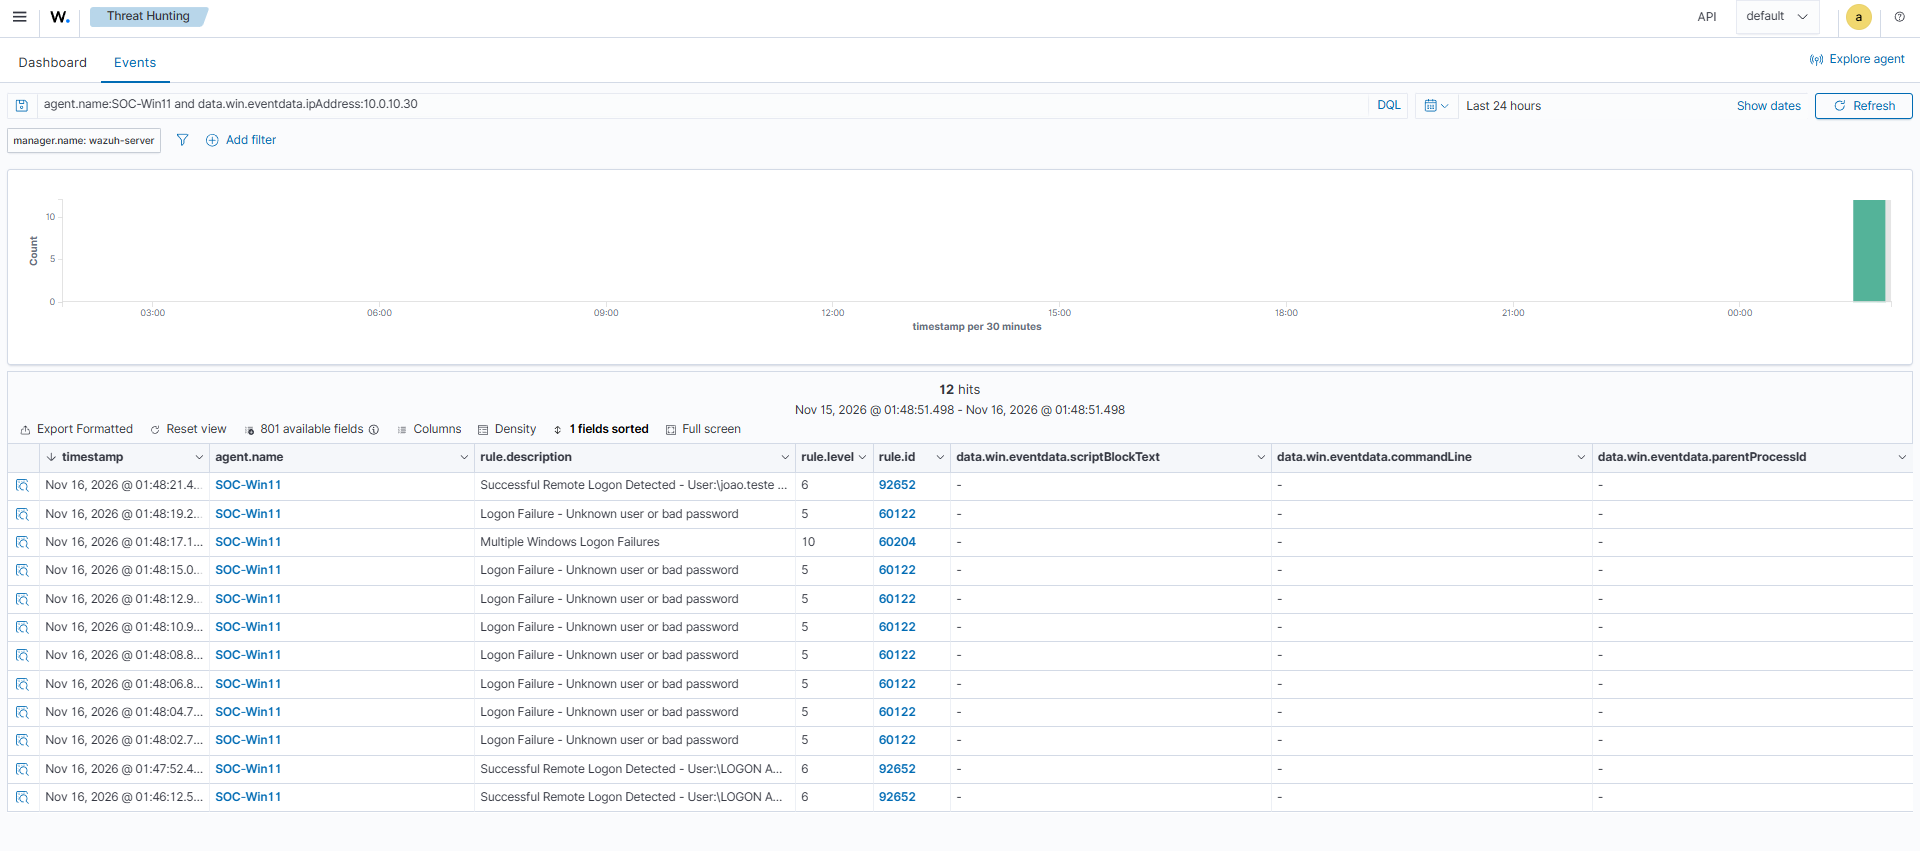 W.
Threat Hunting
API
default
a
Dashboard
Events
Explore agent
agent.name:SOC-Win11 and data.win.eventdata.ipAddress:10.0.10.30
DQL
Last 24 hours
Show dates
Refresh
manager.name: wazuh-server
Add filter
Count
10
5
0
03:00
06:00
09:00
12:00
15:00
18:00
21:00
00:00
timestamp per 30 minutes
12 hits
Nov 15, 2026 @ 01:48:51.498 - Nov 16, 2026 @ 01:48:51.498
Export Formatted
Reset view
801 available fields
Columns
Density
1 fields sorted
Full screen
timestamp agent.name rule.description rule.level rule.id data.win.eventdata.scriptBlockText data.win.eventdata.commandLine data.win.eventdata.parentProcessId
Nov 16, 2026 @ 01:48:21.4... SOC-Win11 Successful Remote Logon Detected - User:\joao.teste ... 6 92652 - - -
Nov 16, 2026 @ 01:48:19.2... SOC-Win11 Logon Failure - Unknown user or bad password 5 60122 - - -
Nov 16, 2026 @ 01:48:17.1... SOC-Win11 Multiple Windows Logon Failures 10 60204 - - -
Nov 16, 2026 @ 01:48:15.0... SOC-Win11 Logon Failure - Unknown user or bad password 5 60122 - - -
Nov 16, 2026 @ 01:48:12.9... SOC-Win11 Logon Failure - Unknown user or bad password 5 60122 - - -
Nov 16, 2026 @ 01:48:10.9... SOC-Win11 Logon Failure - Unknown user or bad password 5 60122 - - -
Nov 16, 2026 @ 01:48:08.8... SOC-Win11 Logon Failure - Unknown user or bad password 5 60122 - - -
Nov 16, 2026 @ 01:48:06.8... SOC-Win11 Logon Failure - Unknown user or bad password 5 60122 - - -
Nov 16, 2026 @ 01:48:04.7... SOC-Win11 Logon Failure - Unknown user or bad password 5 60122 - - -
Nov 16, 2026 @ 01:48:02.7... SOC-Win11 Logon Failure - Unknown user or bad password 5 60122 - - -
Nov 16, 2026 @ 01:47:52.4... SOC-Win11 Successful Remote Logon Detected - User:\LOGON A... 6 92652 - - -
Nov 16, 2026 @ 01:46:12.5... SOC-Win11 Successful Remote Logon Detected - User:\LOGON A... 6 92652 - - -